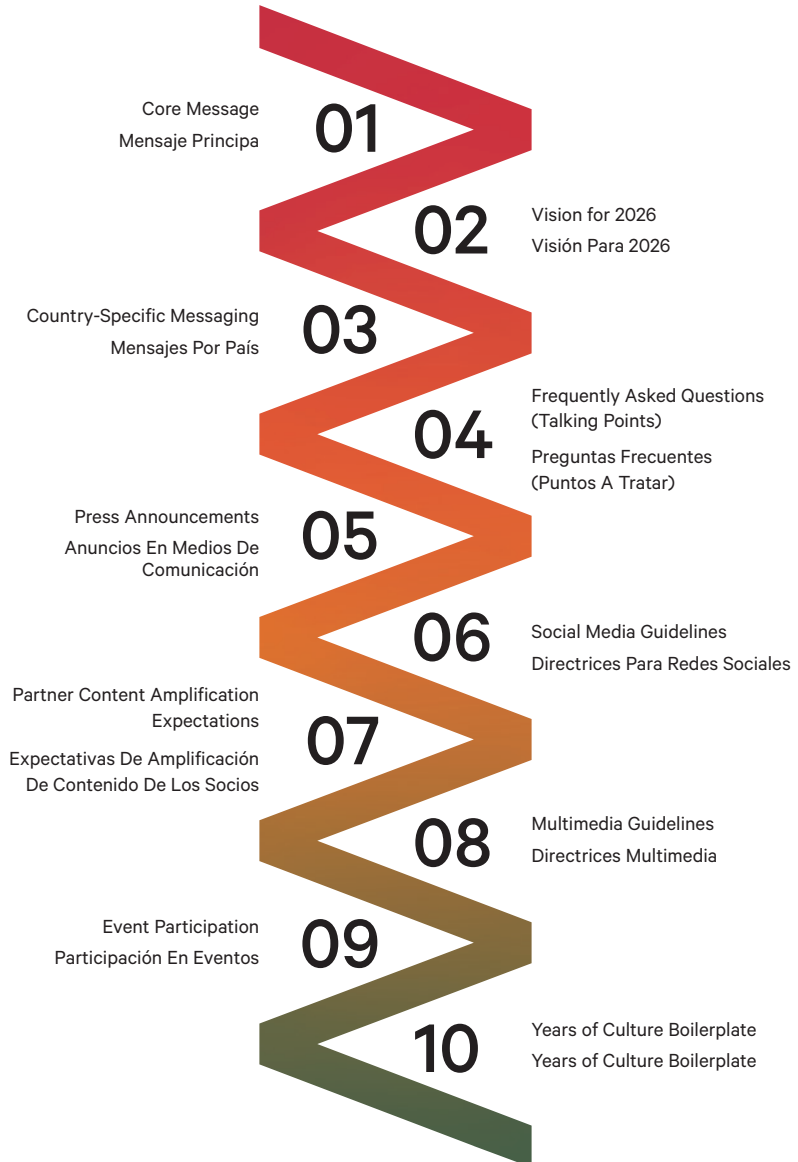 Core Message
Mensaje Principa
01
02
Vision for 2026
Visión Para 2026
Country-Specific Messaging
Mensajes Por País
03
04
Frequently Asked Questions
(Talking Points)
Preguntas Frecuentes
(Puntos A Tratar)
Press Announcements
Anuncios En Medios De
Comunicación
05
06
Social Media Guidelines
Directrices Para Redes Sociales
Partner Content Amplification
Expectations
Expectativas De Amplificación
De Contenido De Los Socios
07
08
Multimedia Guidelines
Directrices Multimedia
Event Participation
Participación En Eventos
09
10
Years of Culture Boilerplate
Years of Culture Boilerplate